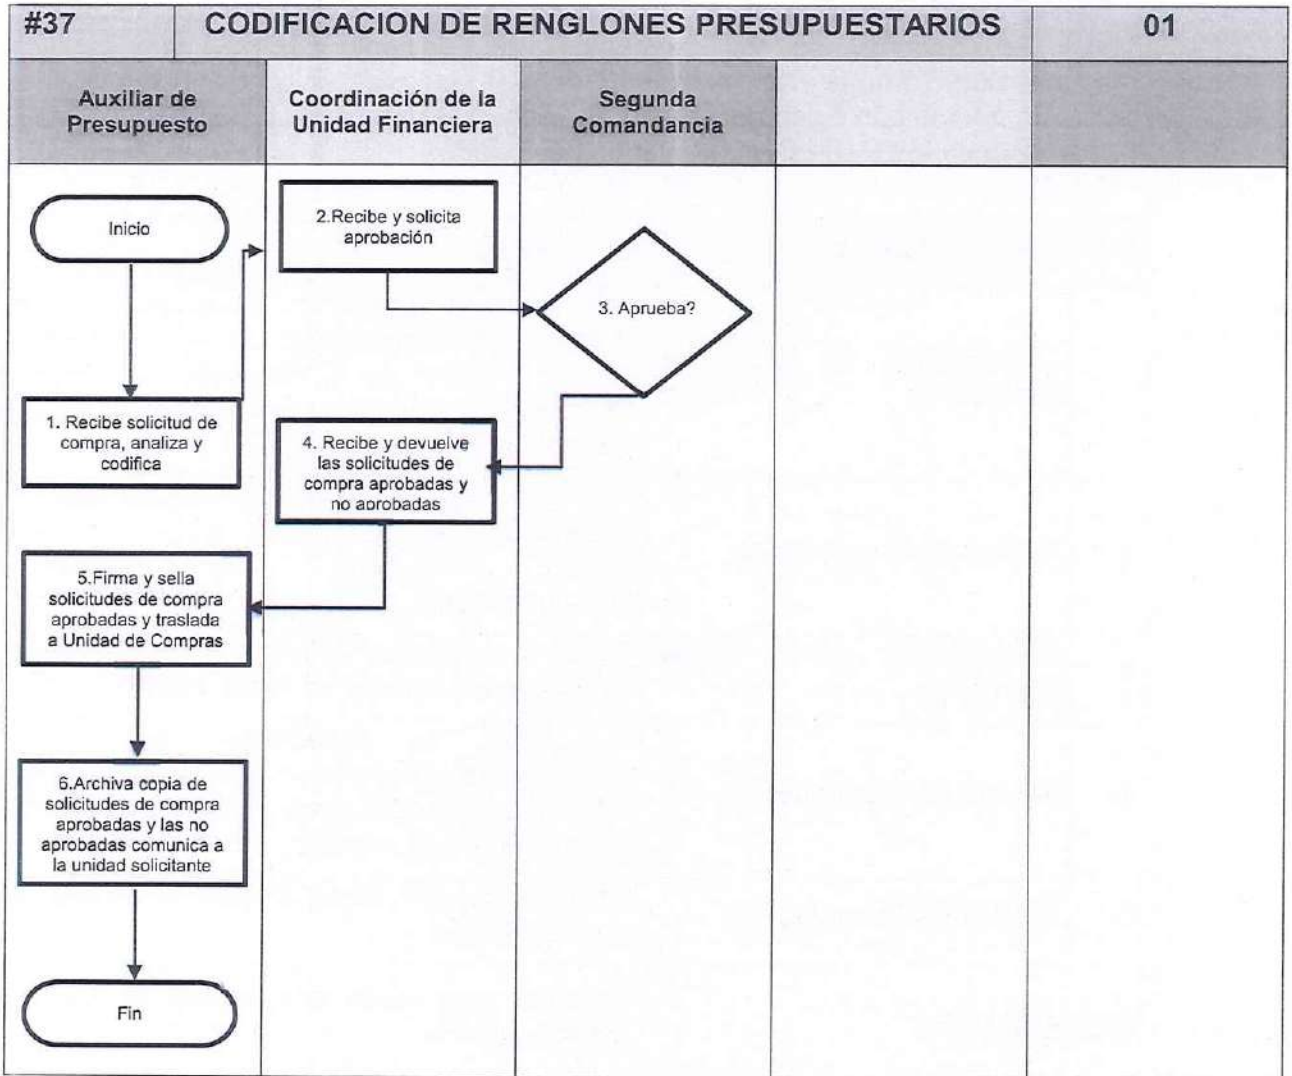 #37
CODIFICACION DE RENGLONES PRESUPUESTARIOS
01
Auxiliar de
Presupuesto
Coordinación de la
Unidad Financiera
Segunda
Comandancia
Inicio
1. Recibe solicitud de
compra, analiza y
codifica
2.Recibe y solicita
aprobación
3. Aprueba?
4. Recibe y devuelve
las solicitudes de
compra aprobadas y
no aprobadas
5.Firma y sella
solicitudes de compra
aprobadas y traslada
a Unidad de Compras
6.Archiva copia de
solicitudes de compra
aprobadas y las no
aprobadas comunica a
la unidad solicitante
Fin